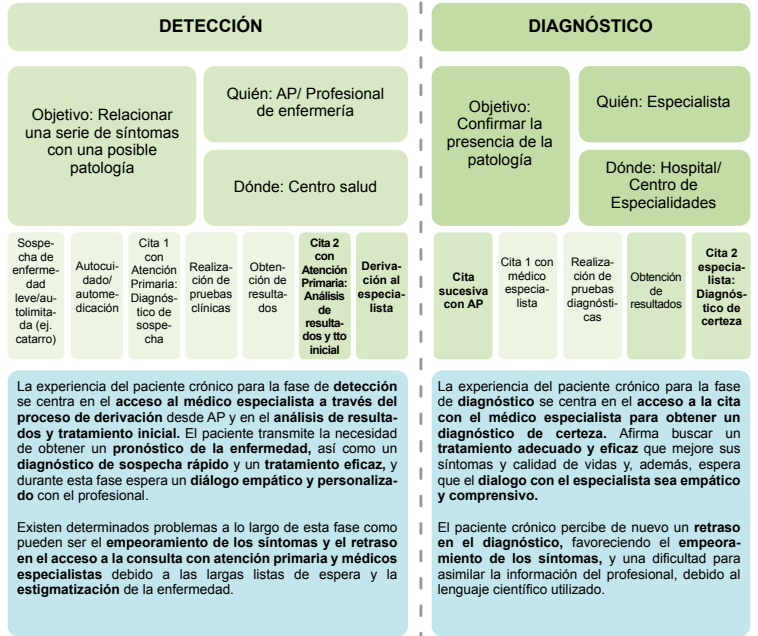 DETECCIÓN
Objetivo: Relacionar
una serie de síntomas
con una posible
patología
Quién: AP/ Profesional
de enfermería
Dónde: Centro salud
Sospe-
cha de
enferme-
dad
leve/au-
tolimita-
da (ej.
catarro)
Autocui-
dado/
autome-
dicación
Cita 1
con
Atención
Primaria:
Diagnós-
tico de
sospe-
cha
Realiza-
ción de
pruebas
clínicas
Obten-
ción de
resulta-
dos
Cita 2
con
Atención
Primaria:
Análisis
de
resulta-
dos y tto
inicial
Deriva-
ción al
especia-
lista
La experiencia del paciente crónico para la fase de detección
se centra en el acceso al médico especialista a través del
proceso de derivación desde AP y en el análisis de resulta-
dos y tratamiento inicial. El paciente transmite la necesidad
de obtener un pronóstico de la enfermedad, así como un
diagnóstico de sospecha rápido y un tratamiento eficaz, y
durante esta fase espera un diálogo empático y personaliza-
do con el profesional.
Existen determinados problemas a lo largo de esta fase como
pueden ser el empeoramiento de los síntomas y el retraso
en el acceso a la consulta con atención primaria y médicos
especialistas debido a las largas listas de espera y la
estigmatización de la enfermedad.
DIAGNÓSTICO
Objetivo:
Confirmar la
presencia de la
patología
Quién: Especialista
Dónde: Hospital/
Centro de
Especialidades
Cita
sucesiva
con AP
Cita 1 con
médico
especia-
lista
Realiza-
ción de
pruebas
diagnósti-
cas
Obtención
de
resultados
Cita 2
especia-
lista:
Diagnós-
tico de
certeza
La experiencia del paciente crónico para la fase
de diagnóstico se centra en el acceso a la cita
con el médico especialista para obtener un
diagnóstico de certeza. Afirma buscar un
tratamiento adecuado y eficaz que mejore sus
síntomas y calidad de vidas y, además, espera
que el dialogo con el especialista sea empático
y comprensivo.
El paciente crónico percibe de nuevo un retraso
en el diagnóstico, favoreciendo el empeora-
miento de los síntomas, y una dificultad para
asimilar la información del profesional, debido al
lenguaje científico utilizado.